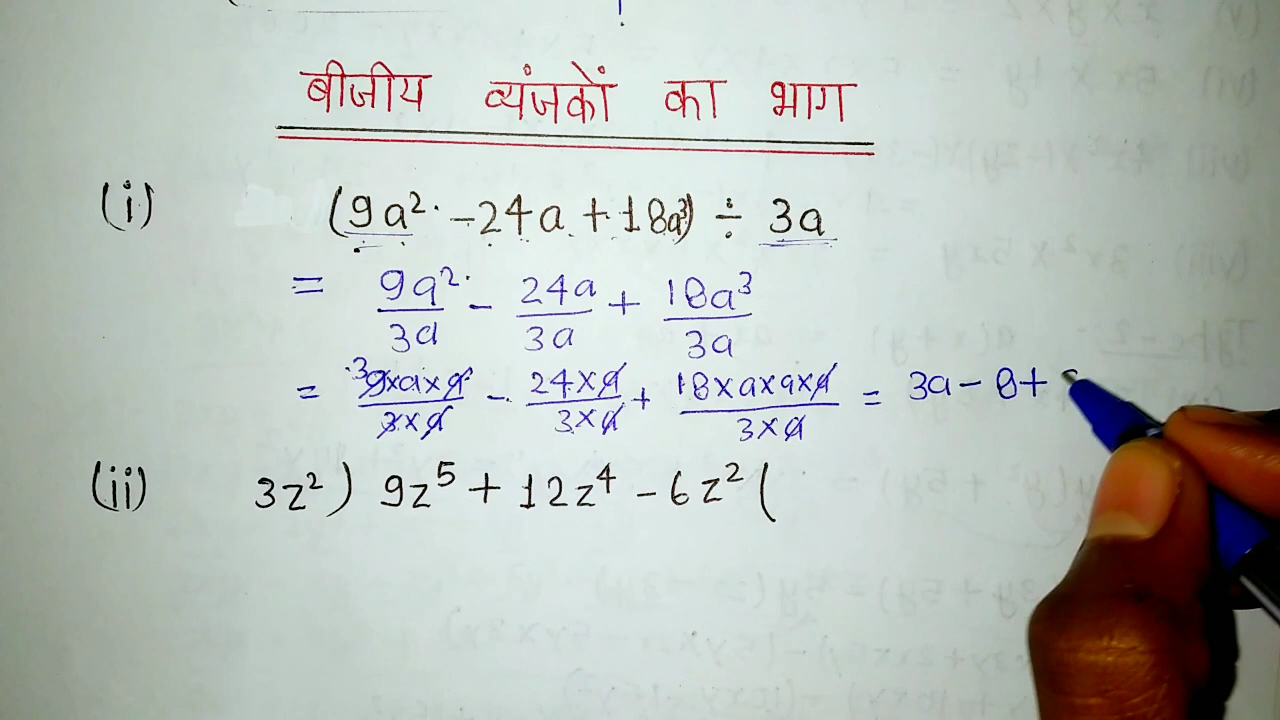 बीजीय व्यंजकों का भाग
(i) (9a² - 24a + 18a³) ÷ 3a
= 9a²/3a - 24a/3a + 18a³/3a
= ³9×a×a/3×a - 24×a/3×a + 18×a×a×a/3×a = 3a - 8 +
(ii) 3z² ) 9z⁵ + 12z⁴ - 6z² (